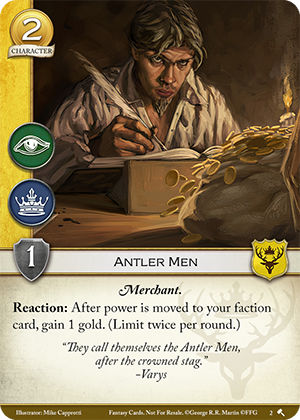 2
CHARACTER
1
ANTLER MEN
Merchant.
Reaction: After power is moved to your faction
card, gain 1 gold. (Limit twice per round.)
“They call themselves the Antler Men,
after the crowned stag.”
–Varys
Illustrator: Mike Capprotti
Fantasy Cards. Not For Resale. ©George R.R. Martin ©FFG
2